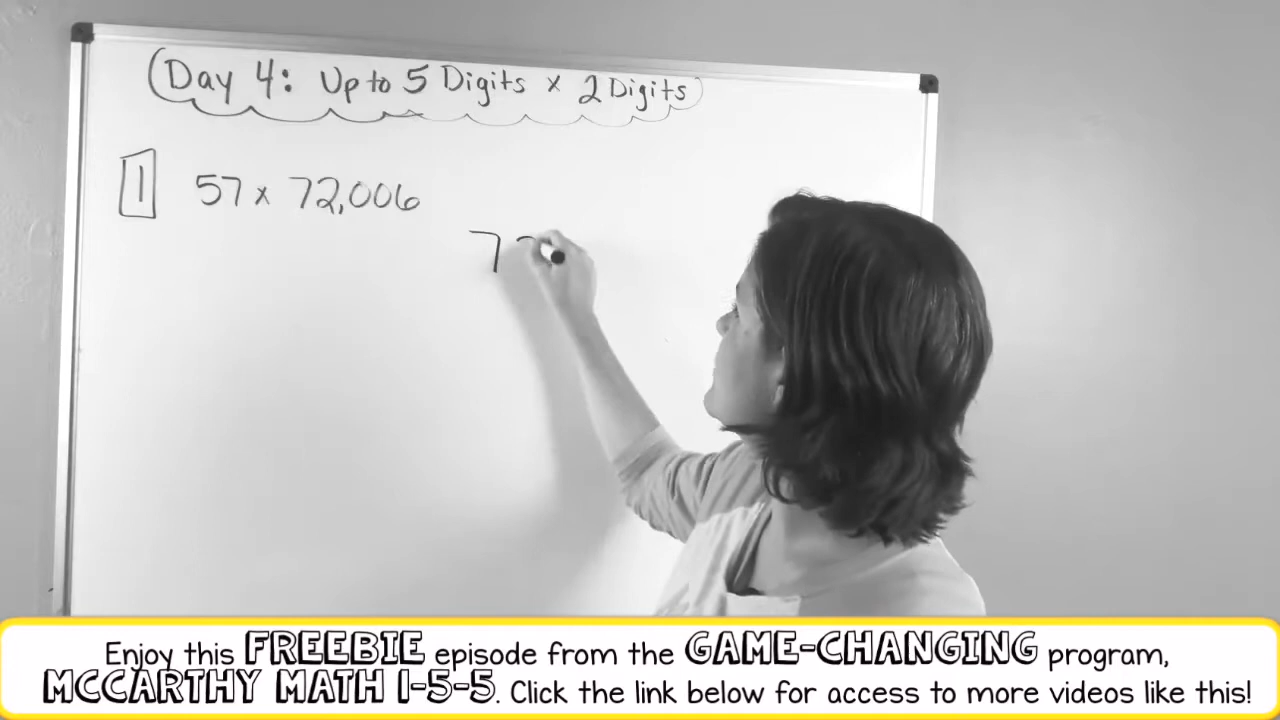 Day 4: Up to 5 Digits x 2 Digits
1 57 x 72,006
7
Enjoy this FREEBIE episode from the GAME-CHANGING program,
MCCARTHY MATH 1-5-5. Click the link below for access to more videos like this!